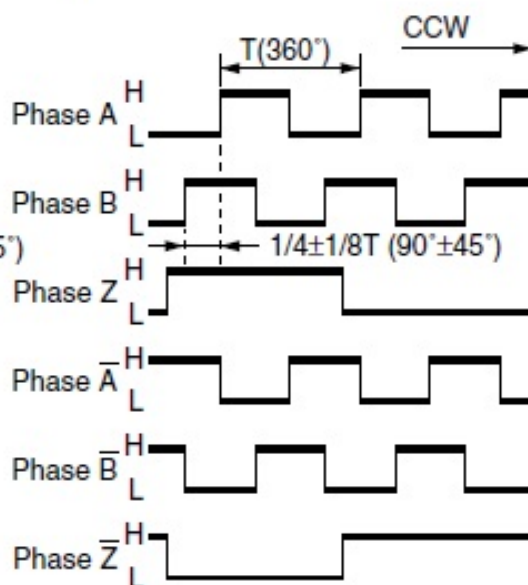 CCW
T(360˚)
H
Phase A
L
H
Phase B
L
5˚)
1/4±1/8T (90˚±45˚)
H
Phase Z
L
H
Phase A̅
L
H
Phase B̅
L
H
Phase Z̅
L